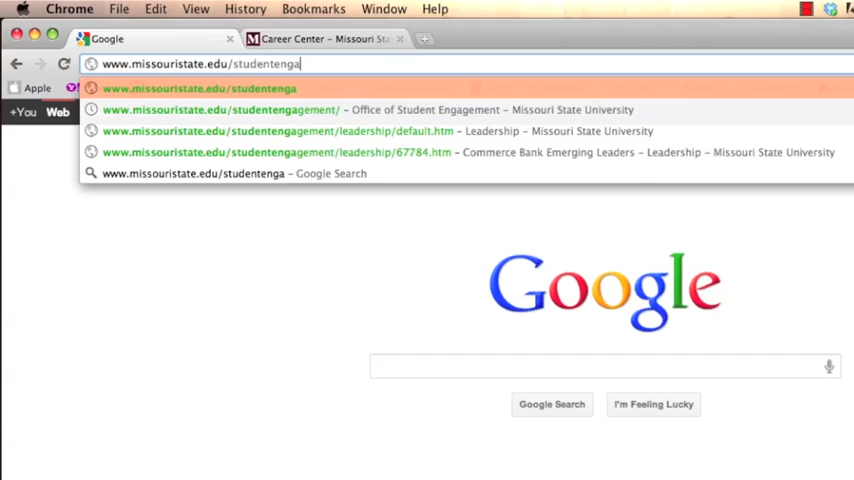 Chrome File Edit View History Bookmarks Window Help
Google Career Center – Missouri Sta
www.missouristate.edu/studentenga
Apple
www.missouristate.edu/studentenga
+You Web
www.missouristate.edu/studentengagement/ – Office of Student Engagement – Missouri State University
www.missouristate.edu/studentengagement/leadership/default.htm – Leadership – Missouri State University
www.missouristate.edu/studentengagement/leadership/67784.htm – Commerce Bank Emerging Leaders – Leadership – Missouri State University
www.missouristate.edu/studentenga – Google Search
Google
Google Search I'm Feeling Lucky